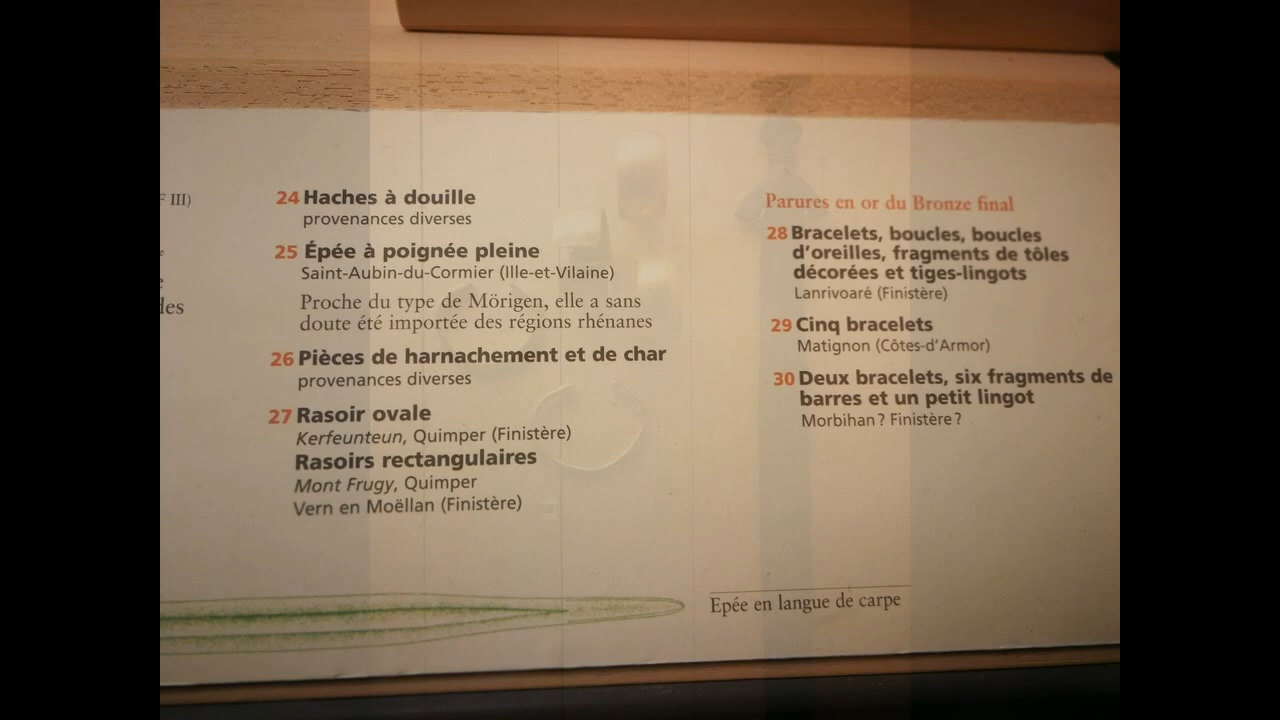 F III)
e
e
des
24 Haches à douille
provenances diverses
25 Épée à poignée pleine
Saint-Aubin-du-Cormier (Ille-et-Vilaine)
Proche du type de Mörigen, elle a sans
doute été importée des régions rhénanes
26 Pièces de harnachement et de char
provenances diverses
27 Rasoir ovale
Kerfeunteun, Quimper (Finistère)
Rasoirs rectangulaires
Mont Frugy, Quimper
Vern en Moëllan (Finistère)
Parures en or du Bronze final
28 Bracelets, boucles, boucles
d'oreilles, fragments de tôles
décorées et tiges-lingots
Lanrivoaré (Finistère)
29 Cinq bracelets
Matignon (Côtes-d'Armor)
30 Deux bracelets, six fragments de
barres et un petit lingot
Morbihan ? Finistère ?
Epée en langue de carpe